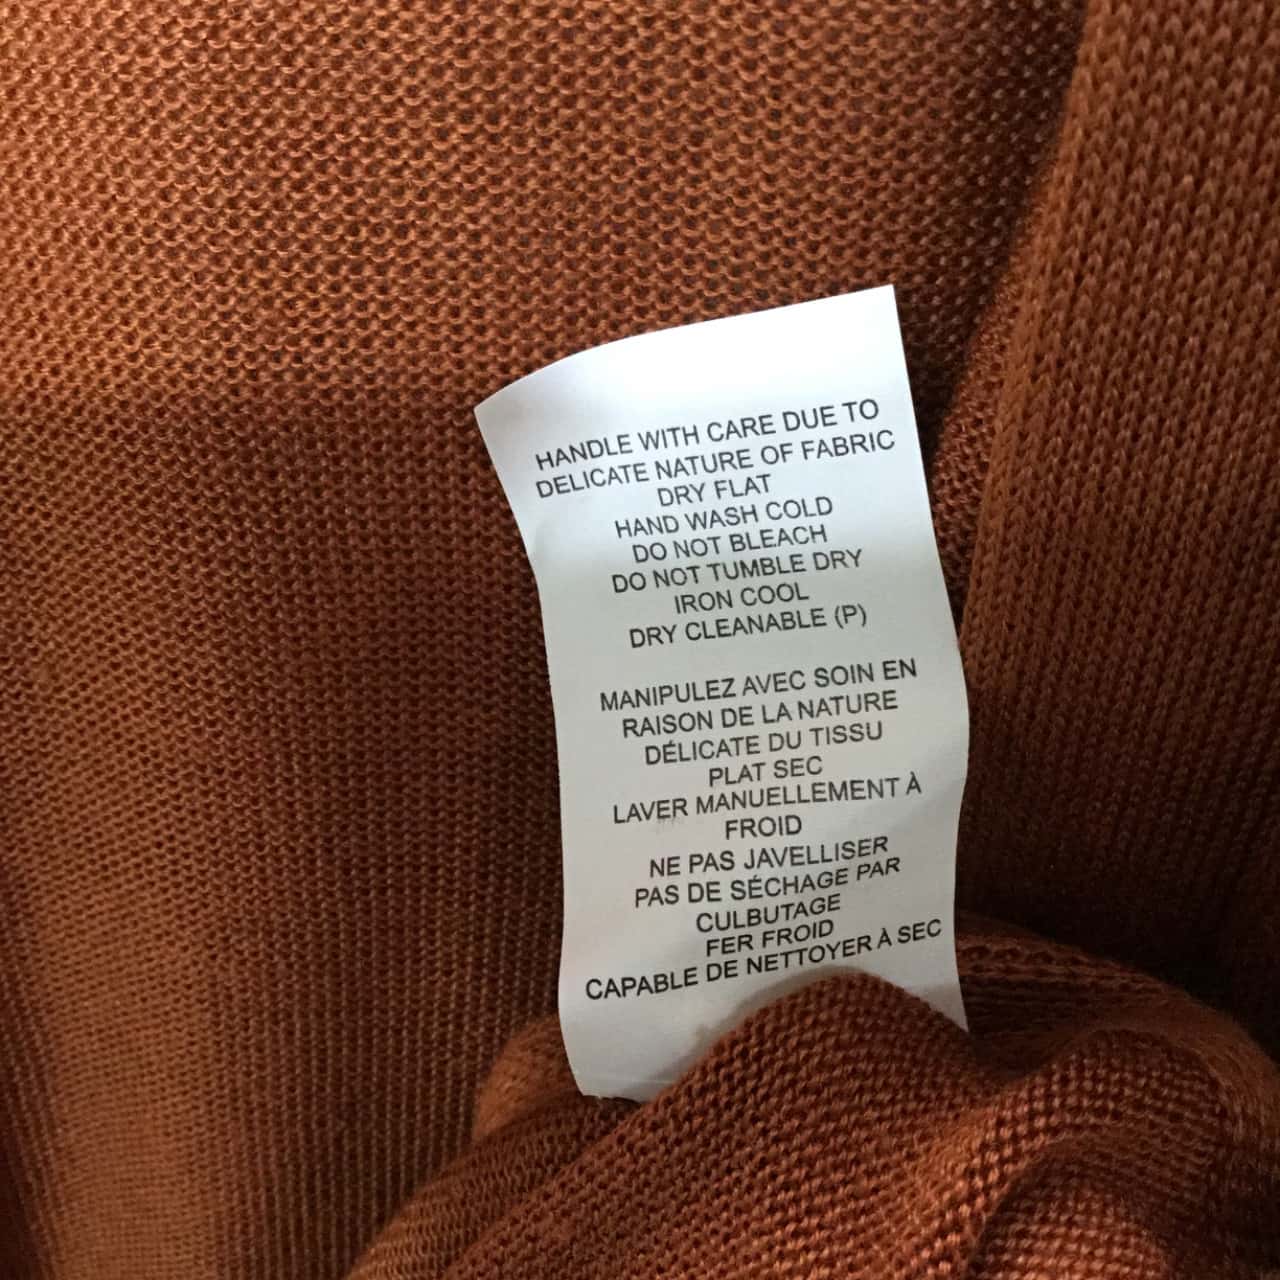 HANDLE WITH CARE DUE TO
DELICATE NATURE OF FABRIC
DRY FLAT
HAND WASH COLD
DO NOT BLEACH
DO NOT TUMBLE DRY
IRON COOL
DRY CLEANABLE (P)
MANIPULEZ AVEC SOIN EN
RAISON DE LA NATURE
DÉLICATE DU TISSU
PLAT SEC
LAVER MANUELLEMENT À
FROID
NE PAS JAVELLISER
PAS DE SÉCHAGE PAR
CULBUTAGE
FER FROID
CAPABLE DE NETTOYER À SEC